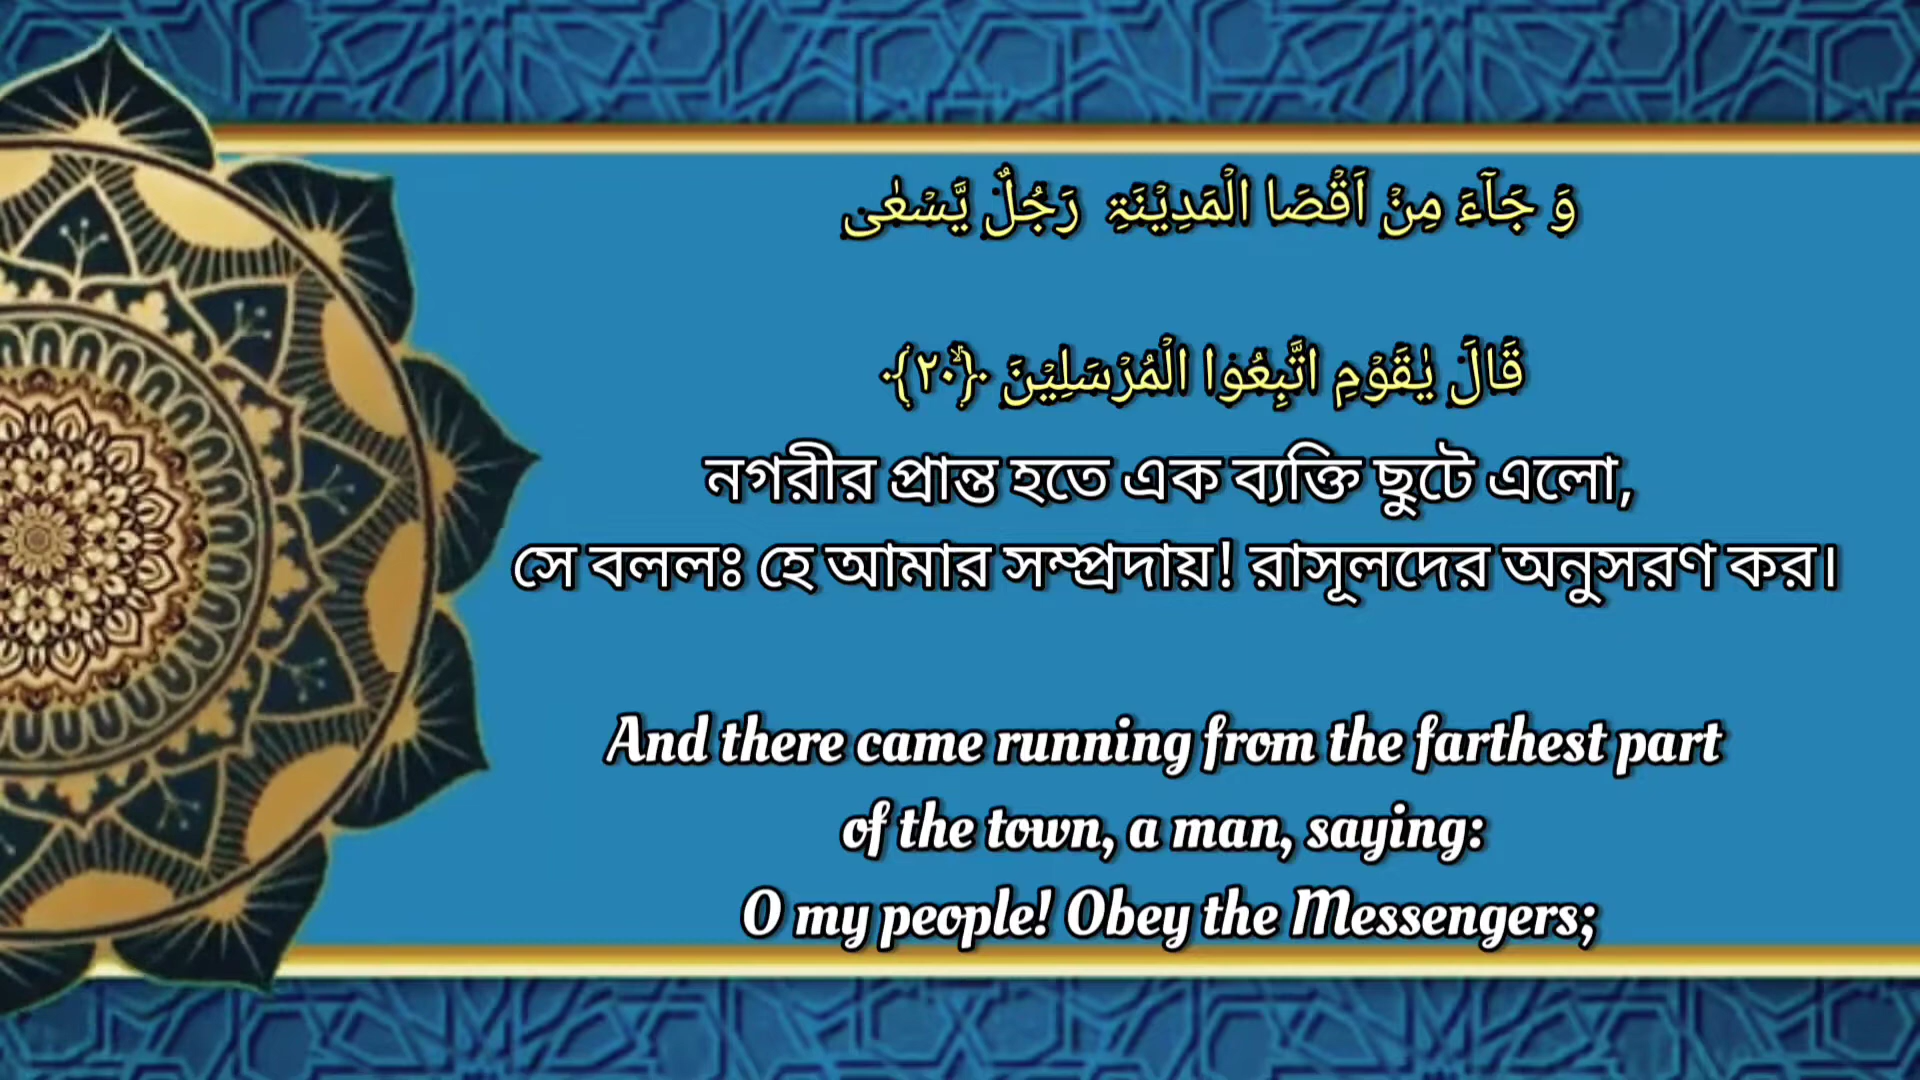 وَ جَآءَ مِنْ اَقْصَا الْمَدِیْنَۃِ رَجُلٌ یَّسْعٰی
قَالَ یٰقَوْمِ اتَّبِعُوا الْمُرْسَلِیْنَ ﴿ۙ۲۰﴾
নগরীর প্রান্ত হতে এক ব্যক্তি ছুটে এলো,
সে বললঃ হে আমার সম্প্রদায়! রাসূলদের অনুসরণ কর।
And there came running from the farthest part
of the town, a man, saying:
O my people! Obey the Messengers;